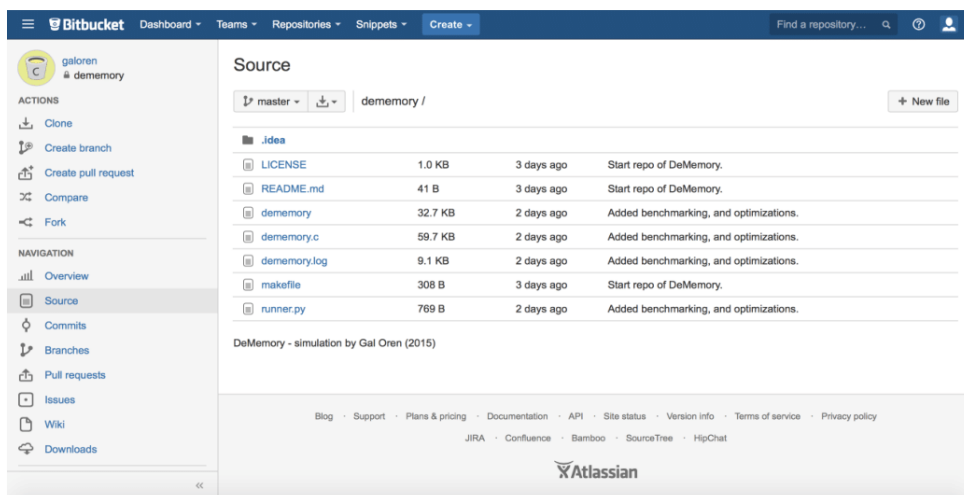 Bitbucket Dashboard Teams Repositories Snippets Create Find a repository...
galoren
dememory
ACTIONS
Clone
Create branch
Create pull request
Compare
Fork
NAVIGATION
Overview
Source
Commits
Branches
Pull requests
Issues
Wiki
Downloads
Source
master dememory / + New file
.idea
LICENSE 1.0 KB 3 days ago Start repo of DeMemory.
README.md 41 B 3 days ago Start repo of DeMemory.
dememory 32.7 KB 2 days ago Added benchmarking, and optimizations.
dememory.c 59.7 KB 2 days ago Added benchmarking, and optimizations.
dememory.log 9.1 KB 2 days ago Added benchmarking, and optimizations.
makefile 308 B 3 days ago Start repo of DeMemory.
runner.py 769 B 2 days ago Added benchmarking, and optimizations.
DeMemory - simulation by Gal Oren (2015)
Blog · Support · Plans & pricing · Documentation · API · Site status · Version info · Terms of service · Privacy policy
JIRA · Confluence · Bamboo · SourceTree · HipChat
Atlassian